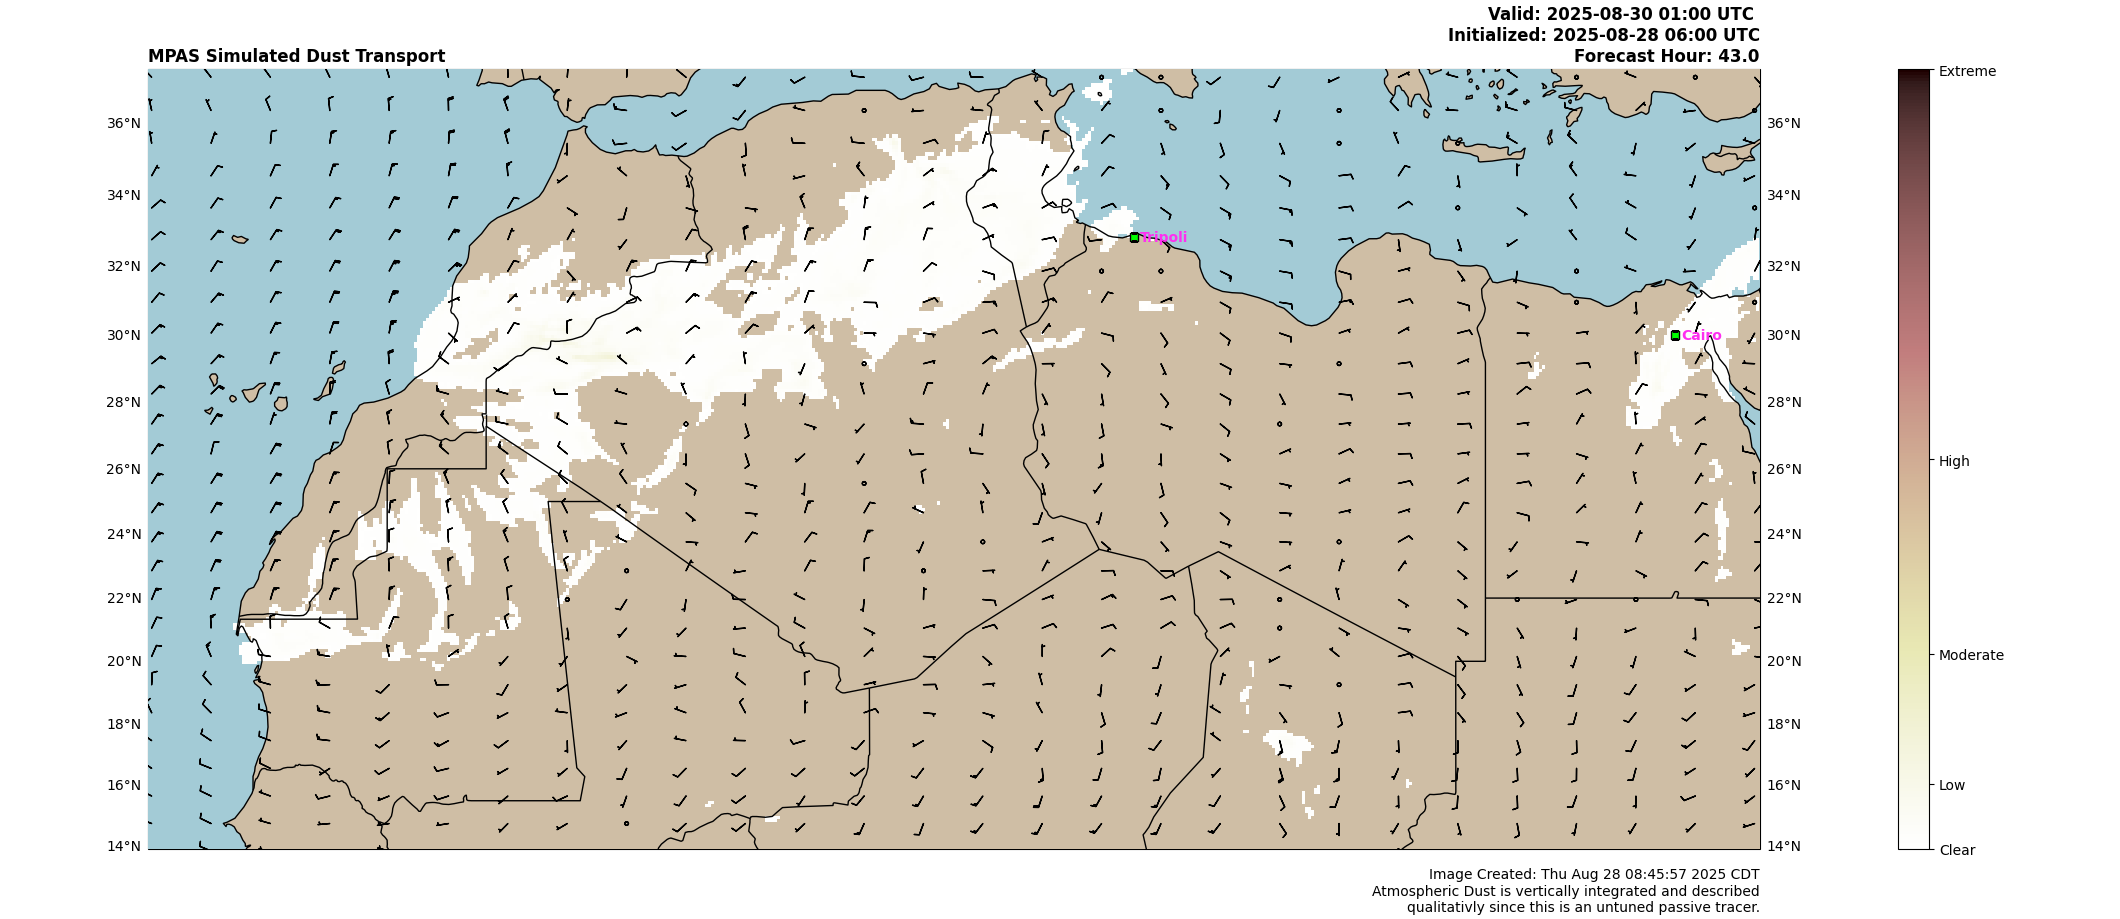 Valid: 2025-08-30 01:00 UTC
Initialized: 2025-08-28 06:00 UTC
MPAS Simulated Dust Transport
Forecast Hour: 43.0
Extreme
36°N
36°N
34°N
34°N
Tripoli
32°N
32°N
30°N
Cairo
30°N
28°N
28°N
26°N
26°N
High
24°N
24°N
22°N
22°N
20°N
20°N
Moderate
18°N
18°N
16°N
16°N
Low
14°N
14°N
Clear
Image Created: Thu Aug 28 08:45:57 2025 CDT
Atmospheric Dust is vertically integrated and described
qualitativly since this is an untuned passive tracer.